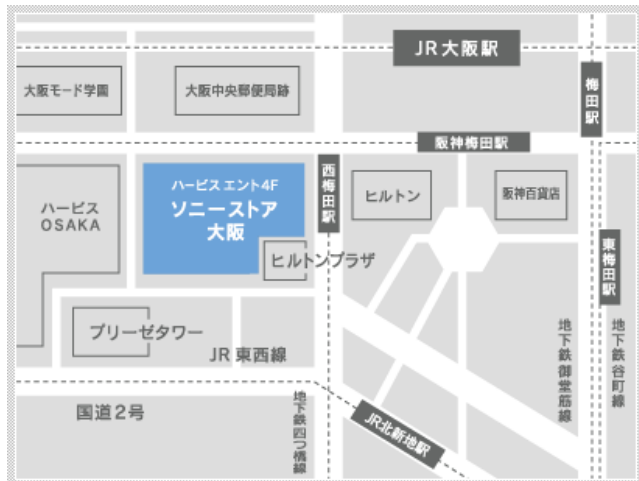 JR大阪駅
大阪モード学園
大阪中央郵便局跡
梅田駅
阪神梅田駅
ハービス
OSAKA
ハービス エント4F
ソニーストア
大阪
西梅田駅
ヒルトン
阪神百貨店
ヒルトンプラザ
東梅田駅
ブリーゼタワー
JR 東西線
地下鉄御堂筋線
地下鉄谷町線
国道2号
地下鉄四つ橋線
JR北新地駅